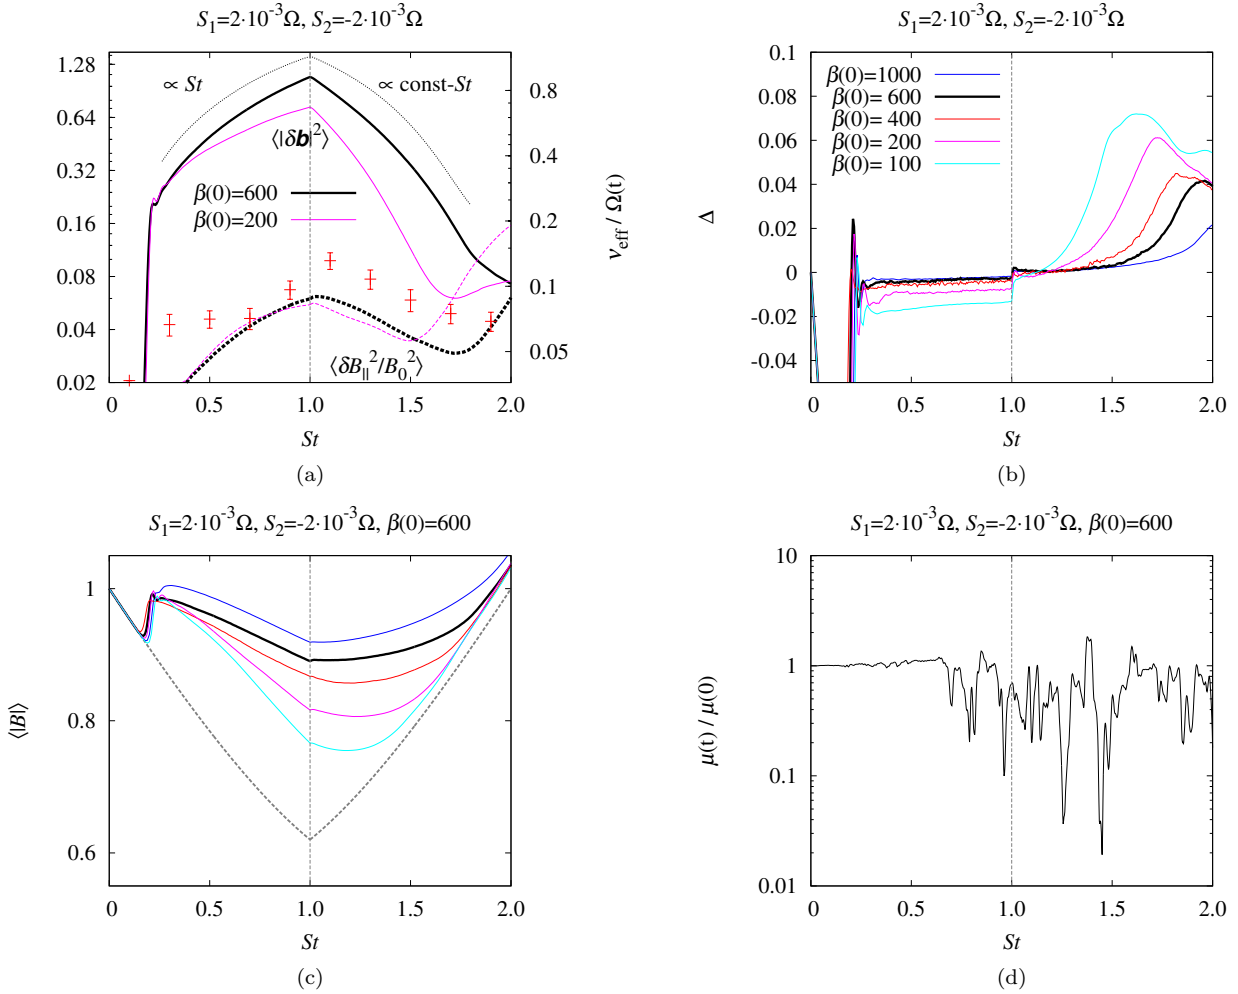 S₁=2·10⁻³Ω, S₂=-2·10⁻³Ω
1.28
0.64
0.32
0.16
0.08
0.04
0.02
0.8
0.4
0.2
0.1
0.05
∝ St
∝ const-St
⟨|δb|²⟩
β(0)=600
β(0)=200
⟨δB||²/B₀²⟩
ν_eff / Ω(t)
0 0.5 1.0 1.5 2.0
St
(a)
S₁=2·10⁻³Ω, S₂=-2·10⁻³Ω
0.1
0.08
0.06
0.04
0.02
0
-0.02
-0.04
Δ
β(0)=1000
β(0)= 600
β(0)= 400
β(0)= 200
β(0)= 100
0 0.5 1.0 1.5 2.0
St
(b)
S₁=2·10⁻³Ω, S₂=-2·10⁻³Ω, β(0)=600
1
0.8
0.6
⟨|B|⟩
0 0.5 1.0 1.5 2.0
St
(c)
S₁=2·10⁻³Ω, S₂=-2·10⁻³Ω, β(0)=600
10
1
0.1
0.01
μ(t) / μ(0)
0 0.5 1.0 1.5 2.0
St
(d)